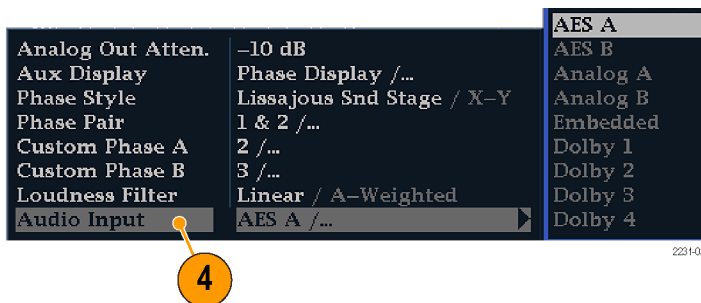 Analog Out Atten. –10 dB
Aux Display Phase Display /...
Phase Style Lissajous Snd Stage / X–Y
Phase Pair 1 & 2 /...
Custom Phase A 2 /...
Custom Phase B 3 /...
Loudness Filter Linear / A–Weighted
Audio Input AES A /...
AES A
AES B
Analog A
Analog B
Embedded
Dolby 1
Dolby 2
Dolby 3
Dolby 4
4